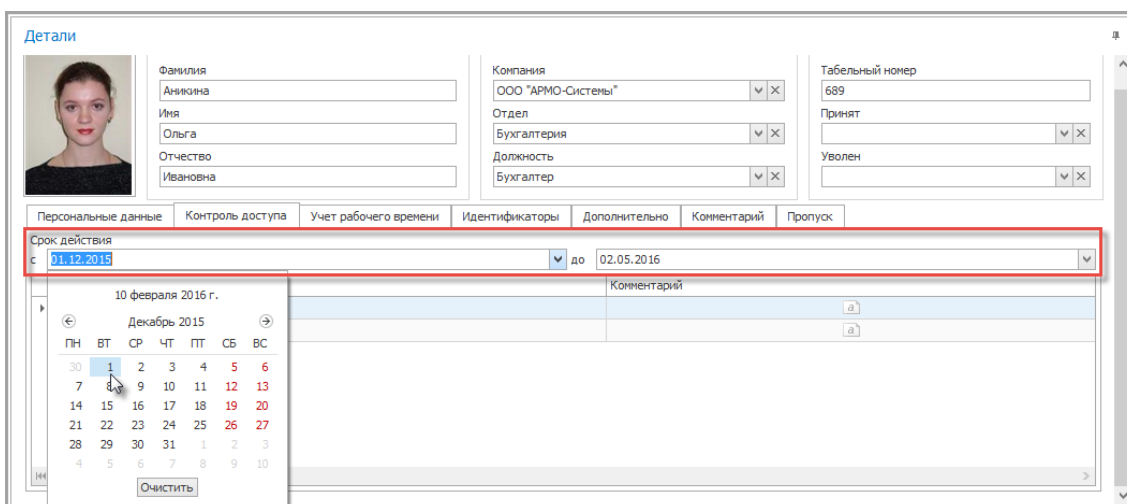 Детали
Фамилия
Аникина
Имя
Ольга
Отчество
Ивановна
Компания
ООО "АРМО-Системы"
Отдел
Бухгалтерия
Должность
Бухгалтер
Табельный номер
689
Принят
Уволен
Персональные данные Контроль доступа Учет рабочего времени Идентификаторы Дополнительно Комментарий Пропуск
Срок действия
с 01.12.2015 до 02.05.2016
Комментарий
a
a
10 февраля 2016 г.
Декабрь 2015
ПН ВТ СР ЧТ ПТ СБ ВС
30 1 2 3 4 5 6
7 8 9 10 11 12 13
14 15 16 17 18 19 20
21 22 23 24 25 26 27
28 29 30 31 1 2 3
4 5 6 7 8 9 10
Очистить